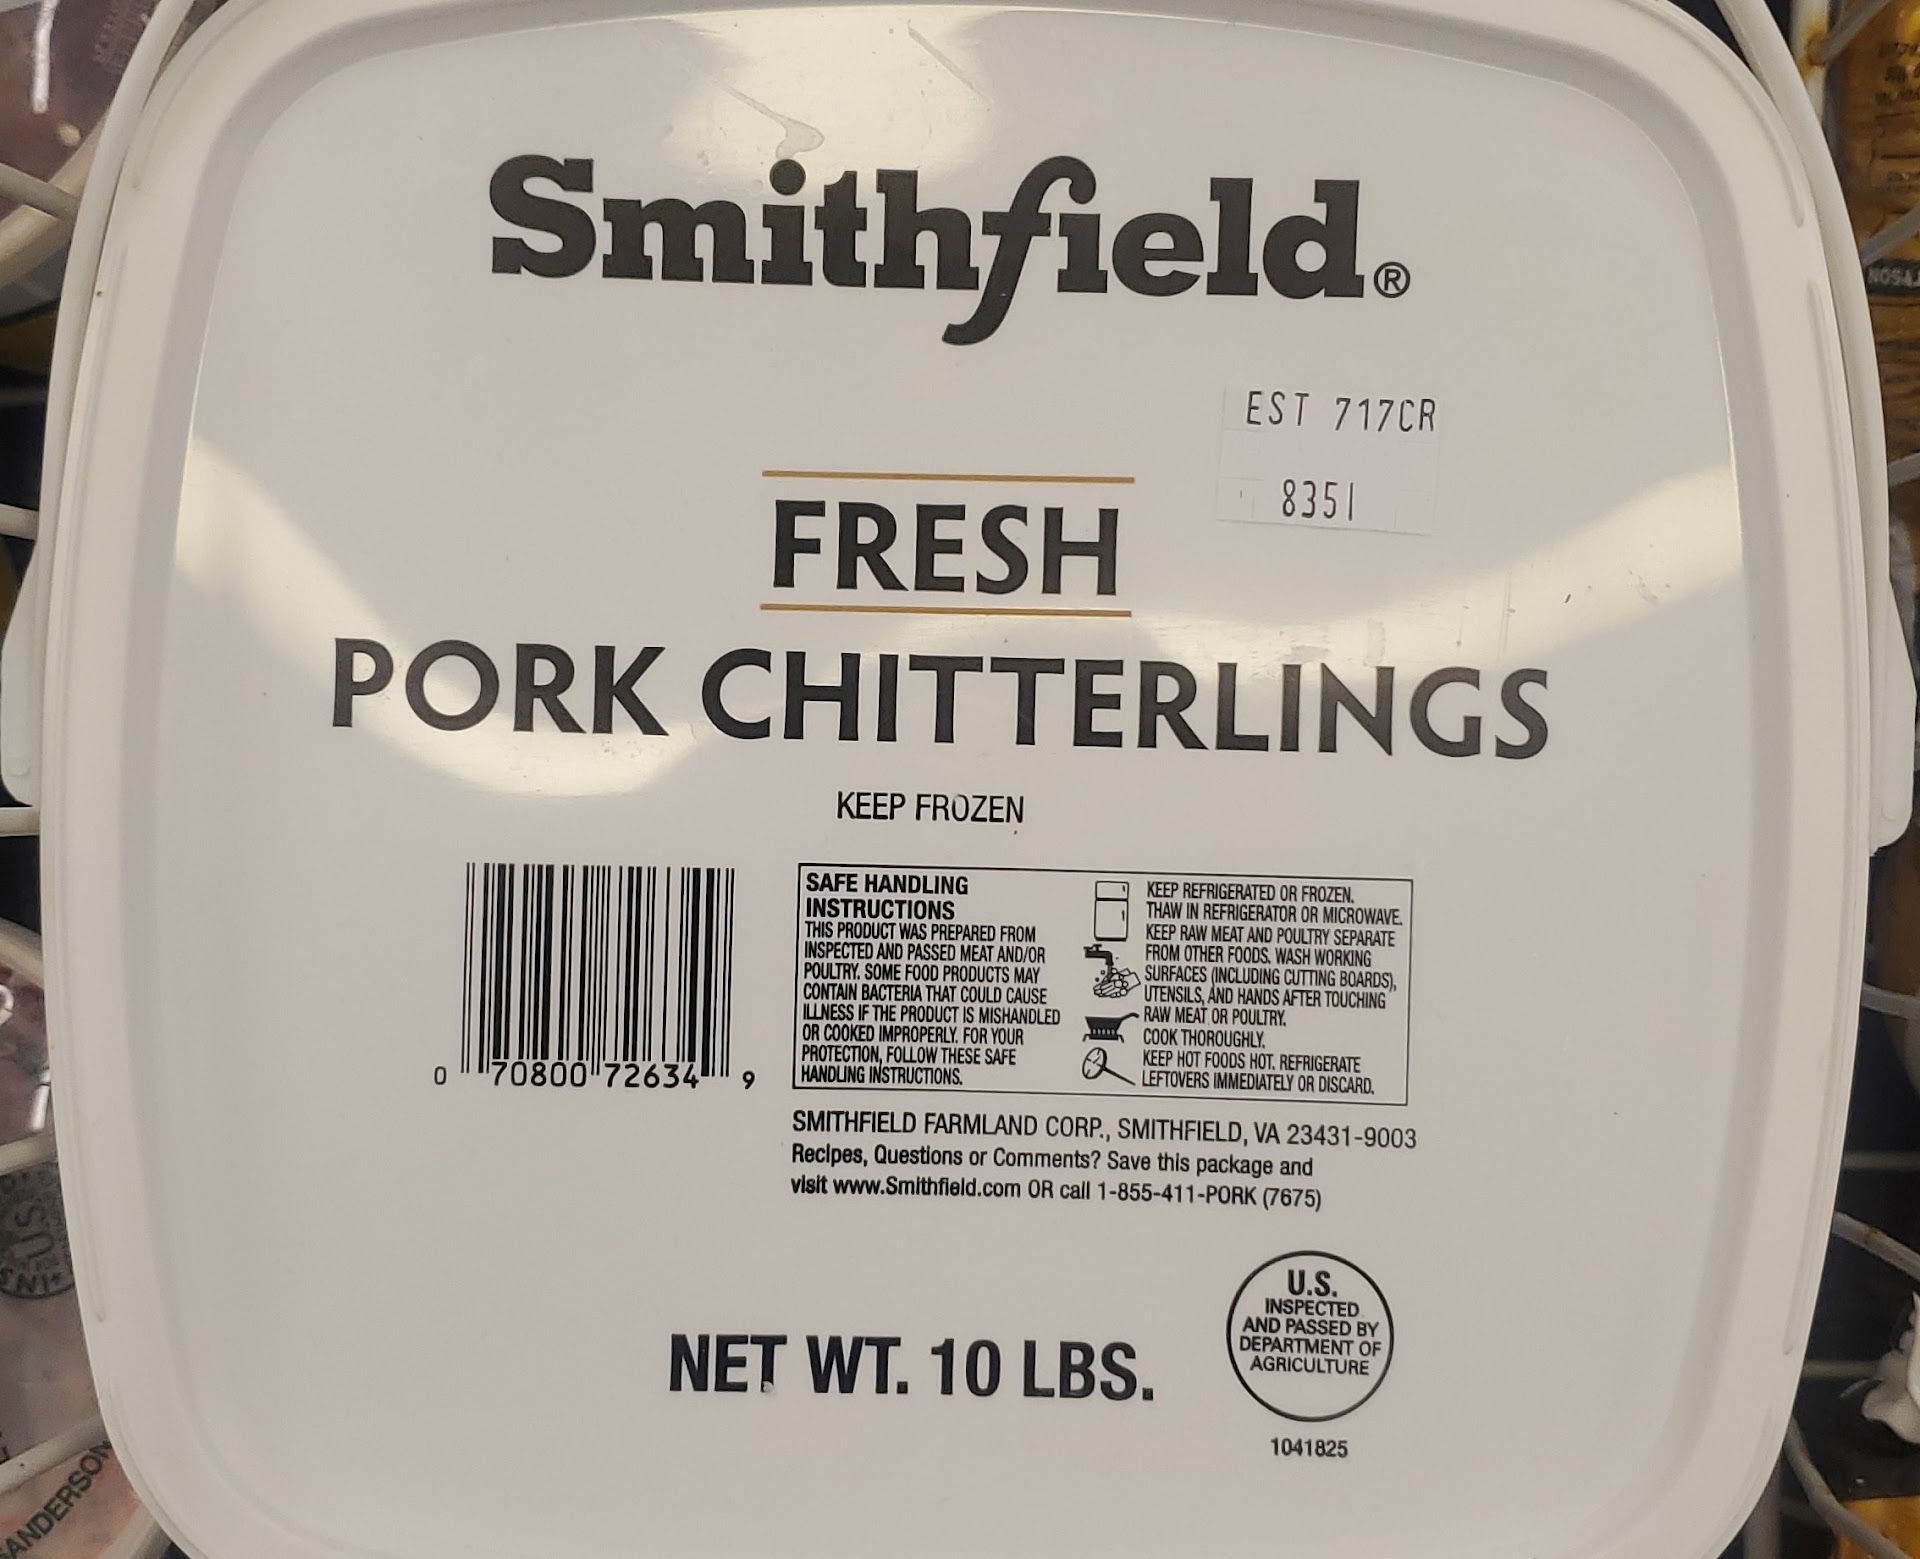 Smithfield®
EST 717CR
8351
FRESH
PORK CHITTERLINGS
KEEP FROZEN
0 70800 72634 9
SAFE HANDLING
INSTRUCTIONS
THIS PRODUCT WAS PREPARED FROM
INSPECTED AND PASSED MEAT AND/OR
POULTRY. SOME FOOD PRODUCTS MAY
CONTAIN BACTERIA THAT COULD CAUSE
ILLNESS IF THE PRODUCT IS MISHANDLED
OR COOKED IMPROPERLY. FOR YOUR
PROTECTION, FOLLOW THESE SAFE
HANDLING INSTRUCTIONS.
KEEP REFRIGERATED OR FROZEN.
THAW IN REFRIGERATOR OR MICROWAVE.
KEEP RAW MEAT AND POULTRY SEPARATE
FROM OTHER FOODS. WASH WORKING
SURFACES (INCLUDING CUTTING BOARDS),
UTENSILS, AND HANDS AFTER TOUCHING
RAW MEAT OR POULTRY.
COOK THOROUGHLY.
KEEP HOT FOODS HOT. REFRIGERATE
LEFTOVERS IMMEDIATELY OR DISCARD.
SMITHFIELD FARMLAND CORP., SMITHFIELD, VA 23431-9003
Recipes, Questions or Comments? Save this package and
visit www.Smithfield.com OR call 1-855-411-PORK (7675)
NET WT. 10 LBS.
U.S.
INSPECTED
AND PASSED BY
DEPARTMENT OF
AGRICULTURE
1041825